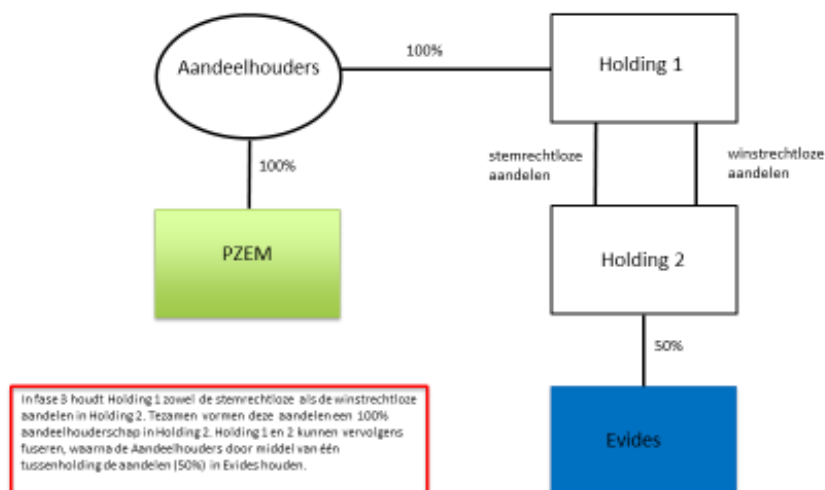 Aandeelhouders
100%
Holding 1
100%
stemrechtloze
aandelen
winstrechtloze
aandelen
PZEM
Holding 2
50%
In fase 3 houdt Holding 1 zowel de stemrechtloze als de winstrechtloze
aandelen in Holding 2. Tezamen vormen deze aandelen een 100%
aandeelhouderschap in Holding 2. Holding 1 en 2 kunnen vervolgens
fuseren, waarna de Aandeelhouders door middel van één
tussenholding de aandelen (50%) in Evides houden.
Evides